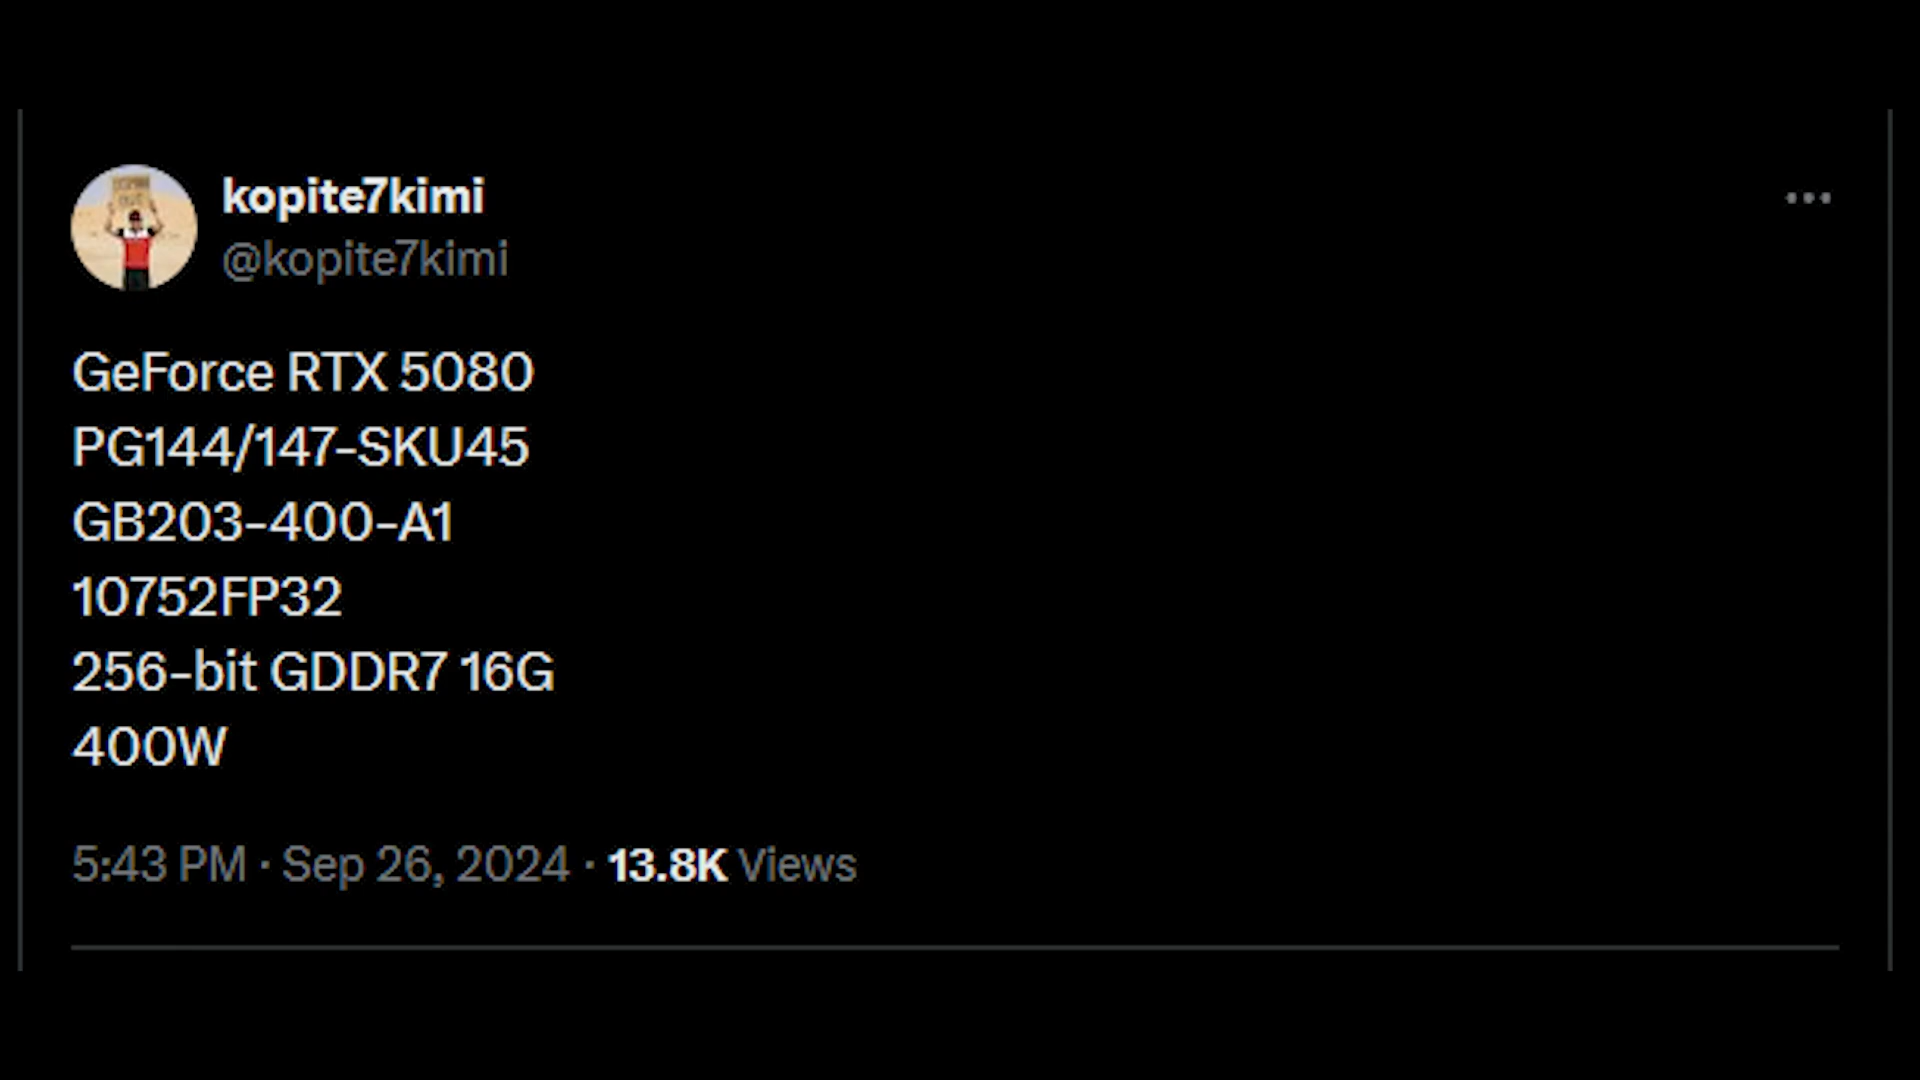 kopite7kimi
@kopite7kimi
GeForce RTX 5080
PG144/147-SKU45
GB203-400-A1
10752FP32
256-bit GDDR7 16G
400W
5:43 PM · Sep 26, 2024 · 13.8K Views